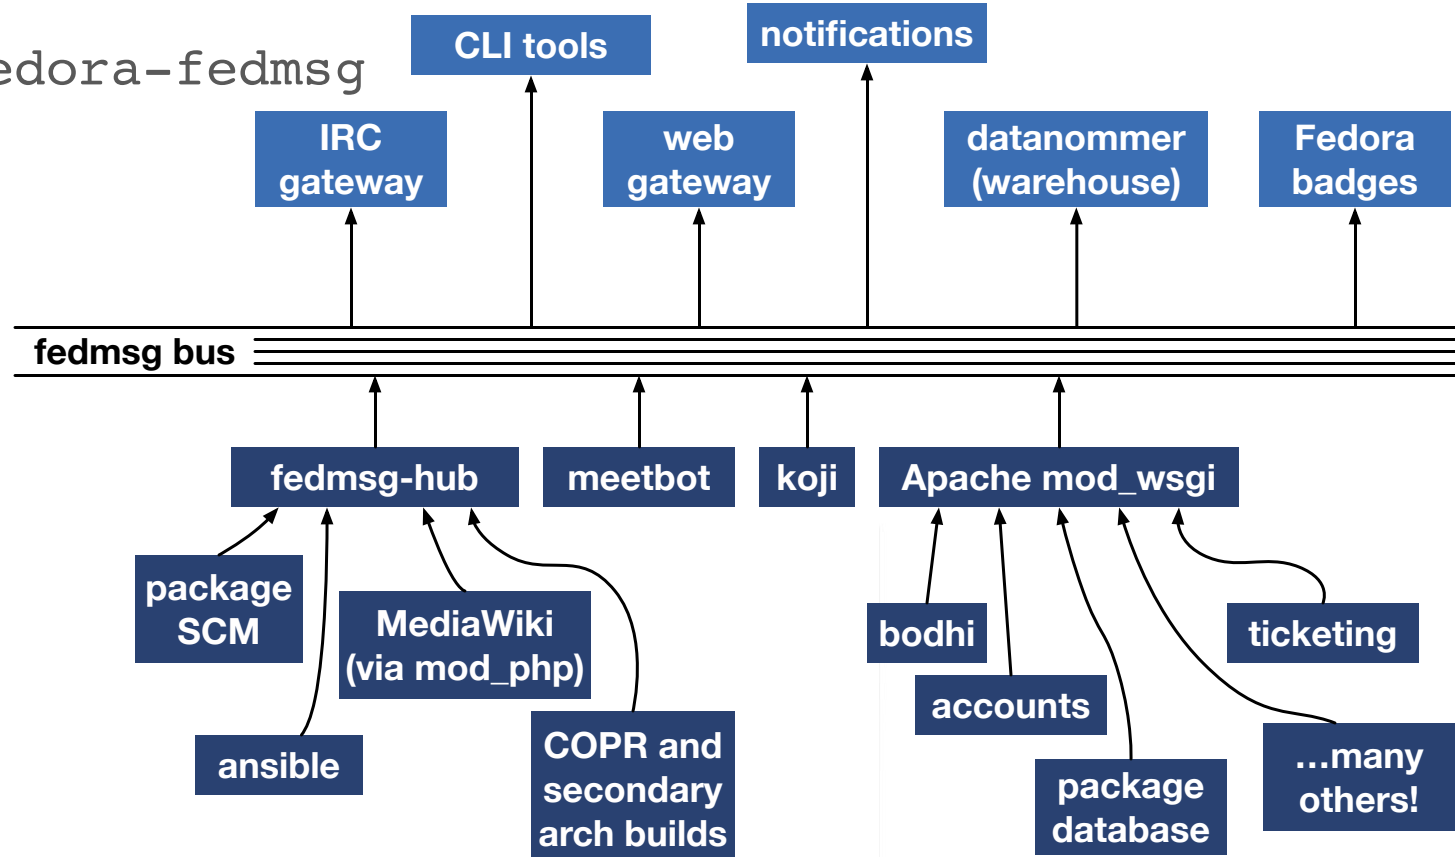 edora-fedmsg
CLI tools
notifications
IRC
gateway
web
gateway
datanommer
(warehouse)
Fedora
badges
fedmsg bus
fedmsg-hub
meetbot
koji
Apache mod_wsgi
package
SCM
MediaWiki
(via mod_php)
bodhi
ticketing
accounts
ansible
COPR and
secondary
arch builds
package
database
...many
others!